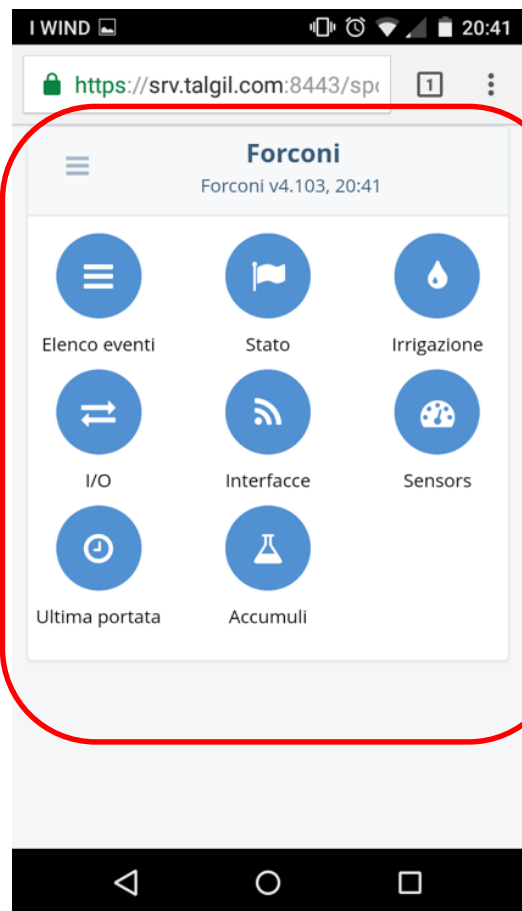 I WIND 20:41
https://srv.talgil.com:8443/spo 1
Forconi
Forconi v4.103, 20:41
Elenco eventi Stato Irrigazione
I/O Interfacce Sensors
Ultima portata Accumuli